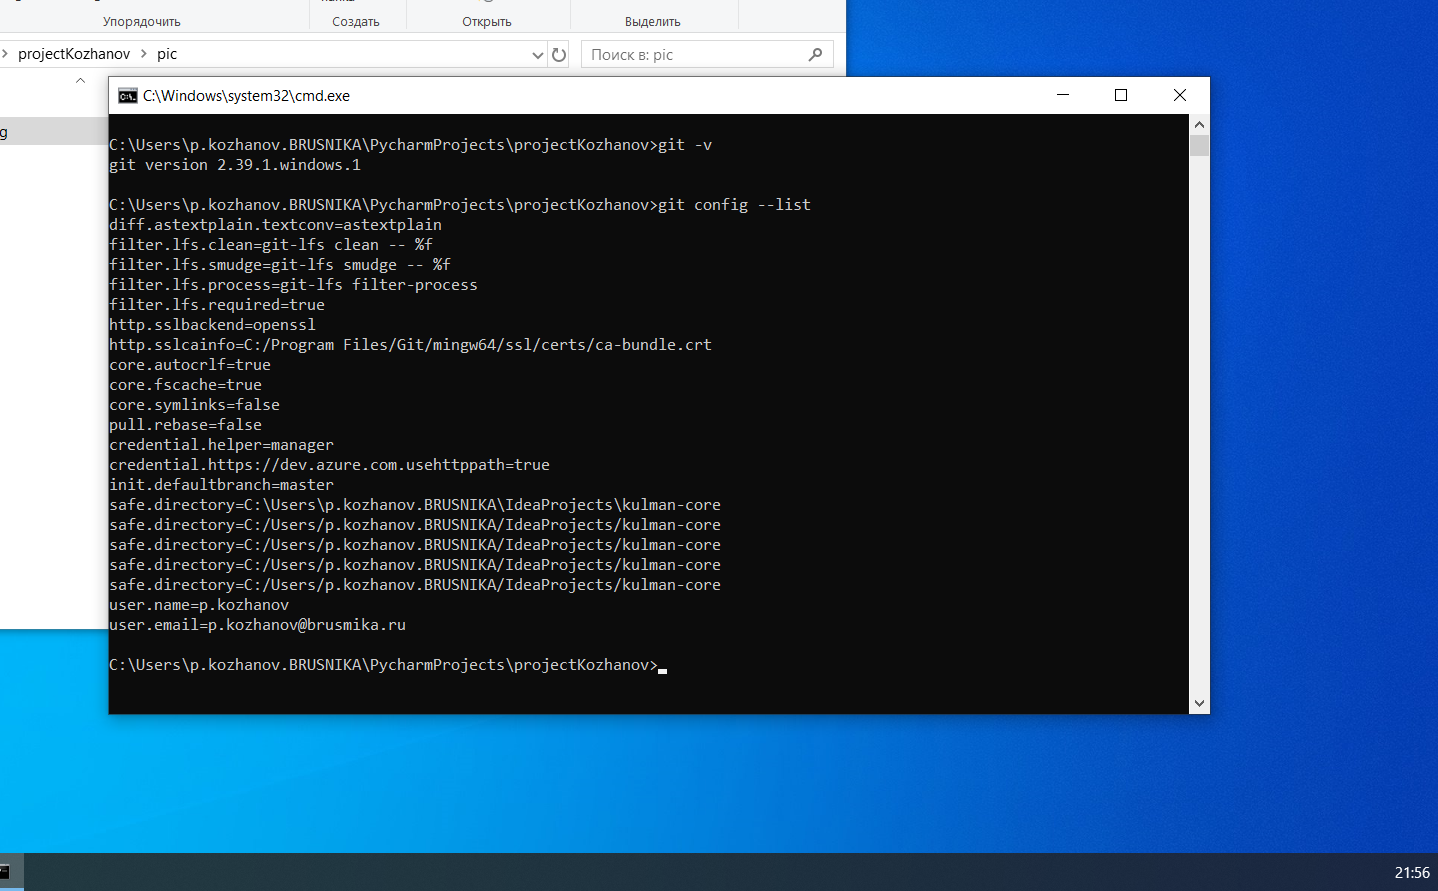 Упорядочить
Создать
Открыть
Выделить
projectKozhanov > pic
Поиск в: pic
g
C:\Windows\system32\cmd.exe
C:\Users\p.kozhanov.BRUSNIKA\PycharmProjects\projectKozhanov>git -v
git version 2.39.1.windows.1
C:\Users\p.kozhanov.BRUSNIKA\PycharmProjects\projectKozhanov>git config --list
diff.astextplain.textconv=astextplain
filter.lfs.clean=git-lfs clean -- %f
filter.lfs.smudge=git-lfs smudge -- %f
filter.lfs.process=git-lfs filter-process
filter.lfs.required=true
http.sslbackend=openssl
http.sslcainfo=C:/Program Files/Git/mingw64/ssl/certs/ca-bundle.crt
core.autocrlf=true
core.fscache=true
core.symlinks=false
pull.rebase=false
credential.helper=manager
credential.https://dev.azure.com.usehttppath=true
init.defaultbranch=master
safe.directory=C:\Users\p.kozhanov.BRUSNIKA\IdeaProjects\kulman-core
safe.directory=C:/Users/p.kozhanov.BRUSNIKA/IdeaProjects/kulman-core
safe.directory=C:/Users/p.kozhanov.BRUSNIKA/IdeaProjects/kulman-core
safe.directory=C:/Users/p.kozhanov.BRUSNIKA/IdeaProjects/kulman-core
safe.directory=C:/Users/p.kozhanov.BRUSNIKA/IdeaProjects/kulman-core
user.name=p.kozhanov
user.email=p.kozhanov@brusmika.ru
C:\Users\p.kozhanov.BRUSNIKA\PycharmProjects\projectKozhanov>
21:56